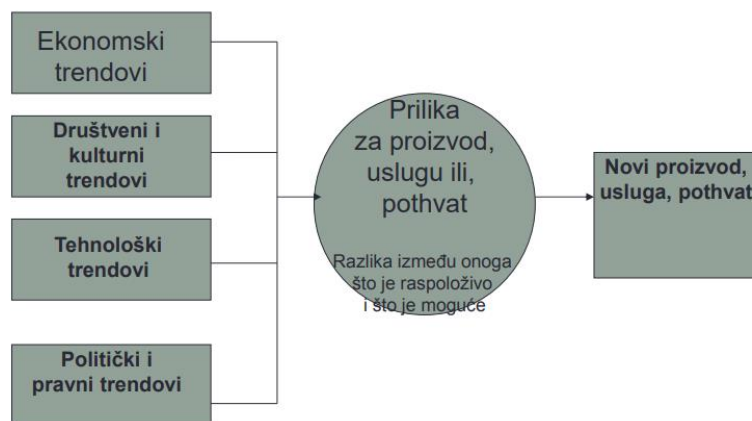 Ekonomski
trendovi
Društveni i
kulturni
trendovi
Tehnološki
trendovi
Politički i
pravni trendovi
Prilika
za proizvod,
uslugu ili,
pothvat
Razlika između onoga
što je raspoloživo
i što je moguće
Novi proizvod,
usluga, pothvat